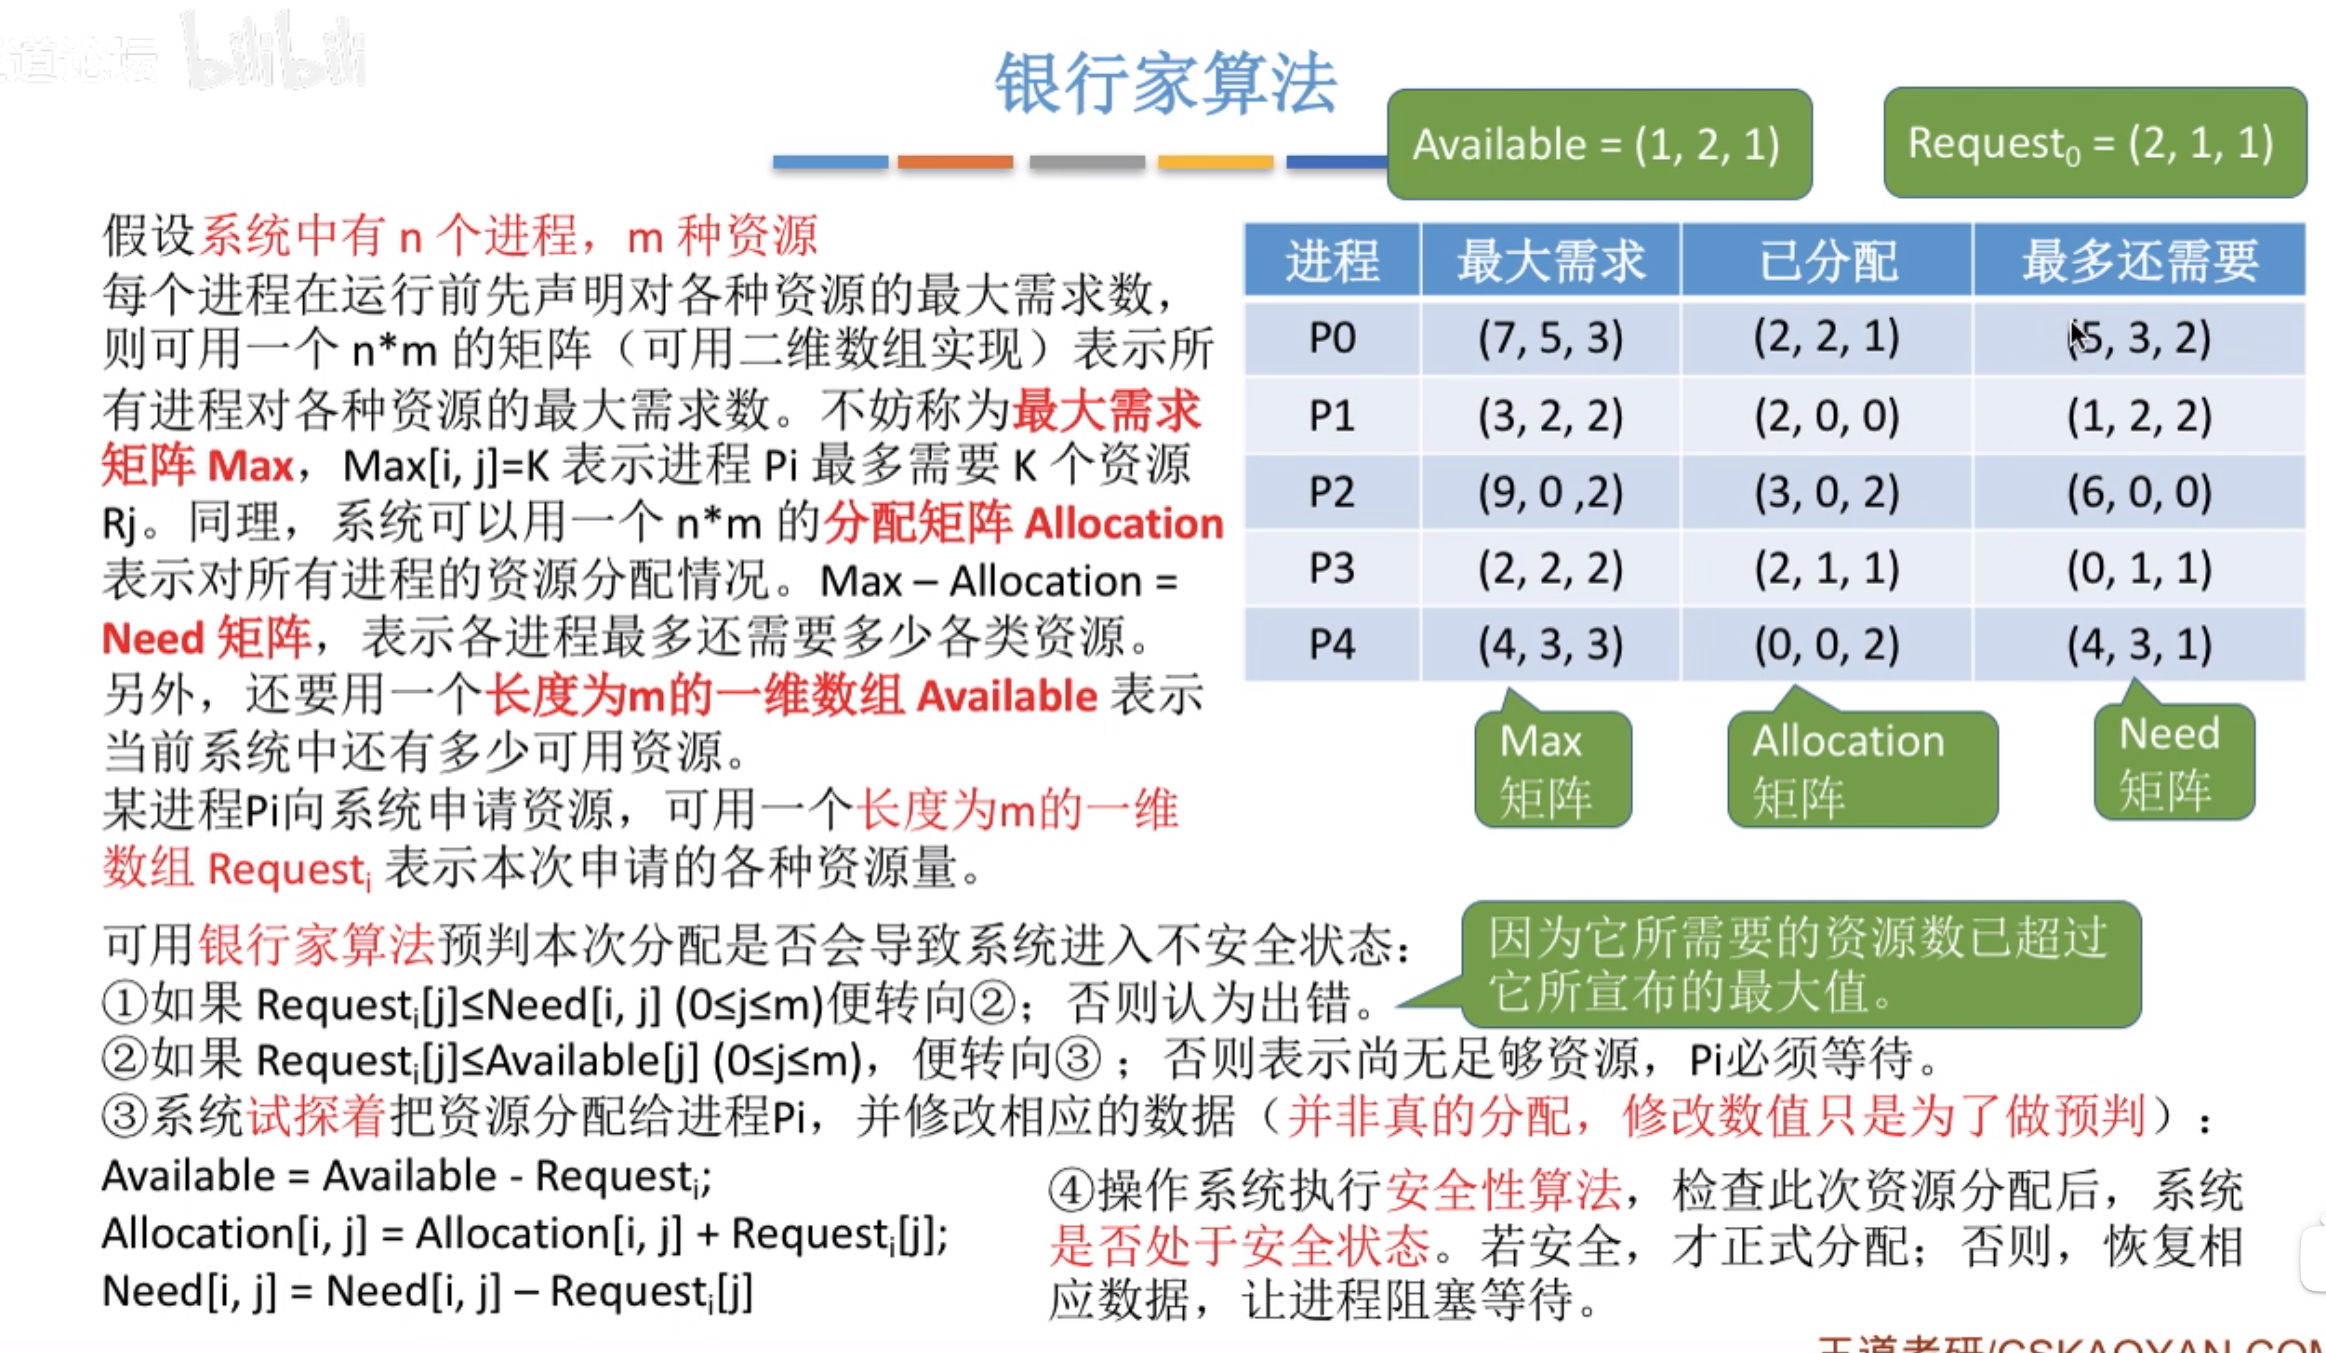 道论坛 bilibili
银行家算法
Available = (1, 2, 1)
Request₀ = (2, 1, 1)
假设系统中有 n 个进程，m 种资源
每个进程在运行前先声明对各种资源的最大需求数，
则可用一个 n*m 的矩阵（可用二维数组实现）表示所
有进程对各种资源的最大需求数。不妨称为最大需求
矩阵 Max，Max[i, j]=K 表示进程 Pi 最多需要 K 个资源
Rj。同理，系统可以用一个 n*m 的分配矩阵 Allocation
表示对所有进程的资源分配情况。Max – Allocation =
Need 矩阵，表示各进程最多还需要多少各类资源。
另外，还要用一个长度为m的一维数组 Available 表示
当前系统中还有多少可用资源。
某进程Pi向系统申请资源，可用一个长度为m的一维
数组 Requestᵢ 表示本次申请的各种资源量。
进程 最大需求 已分配 最多还需要
P0 (7, 5, 3) (2, 2, 1) (5, 3, 2)
P1 (3, 2, 2) (2, 0, 0) (1, 2, 2)
P2 (9, 0 ,2) (3, 0, 2) (6, 0, 0)
P3 (2, 2, 2) (2, 1, 1) (0, 1, 1)
P4 (4, 3, 3) (0, 0, 2) (4, 3, 1)
Max
矩阵
Allocation
矩阵
Need
矩阵
可用银行家算法预判本次分配是否会导致系统进入不安全状态：
①如果 Requestᵢ[j]≤Need[i, j] (0≤j≤m)便转向②；否则认为出错。
因为它所需要的资源数已超过
它所宣布的最大值。
②如果 Requestᵢ[j]≤Available[j] (0≤j≤m)，便转向③ ；否则表示尚无足够资源，Pi必须等待。
③系统试探着把资源分配给进程Pi，并修改相应的数据（并非真的分配，修改数值只是为了做预判）：
Available = Available - Requestᵢ;
Allocation[i, j] = Allocation[i, j] + Requestᵢ[j];
Need[i, j] = Need[i, j] – Requestᵢ[j]
④操作系统执行安全性算法，检查此次资源分配后，系统
是否处于安全状态。若安全，才正式分配；否则，恢复相
应数据，让进程阻塞等待。
王道考研/CSKAOYAN.COM